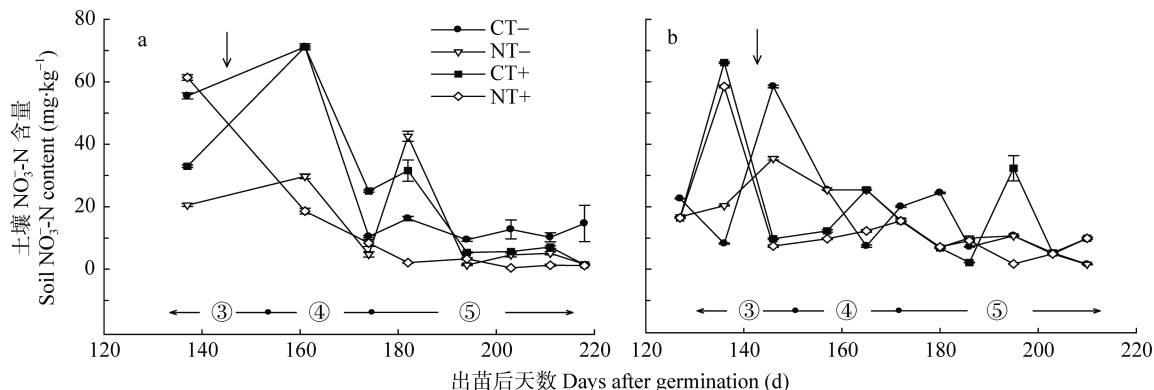 80
60
40
20
0
土壤 NO₃⁻-N 含量
Soil NO₃⁻-N content (mg·kg⁻¹)
a
CT−
NT−
CT+
NT+
③ ④ ⑤
120 140 160 180 200 220
b
③ ④ ⑤
120 140 160 180 200 220
出苗后天数 Days after germination (d)